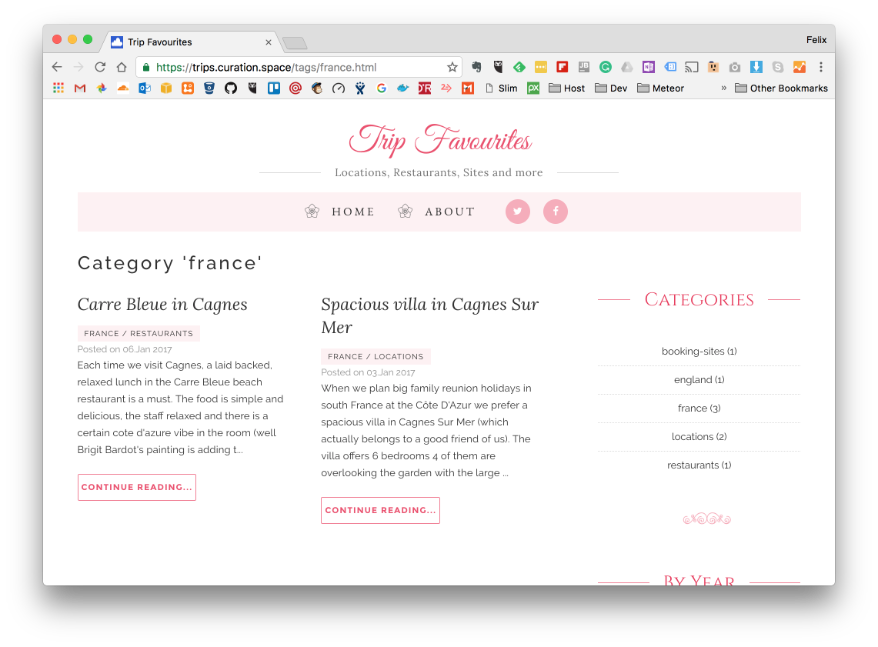 Trip Favourites
Felix
https://trips.curation.space/tags/france.html
Slim
Host
Dev
Meteor
»
Other Bookmarks
Trip Favourites
Locations, Restaurants, Sites and more
HOME
ABOUT
Category 'france'
Carre Bleue in Cagnes
FRANCE / RESTAURANTS
Posted on 06.Jan 2017
Each time we visit Cagnes, a laid backed,
relaxed lunch in the Carre Bleue beach
restaurant is a must. The food is simple and
delicious, the staff relaxed and there is a
certain cote d'azure vibe in the room (well
Brigit Bardot's painting is adding t...
CONTINUE READING...
Spacious villa in Cagnes Sur
Mer
FRANCE / LOCATIONS
Posted on 03.Jan 2017
When we plan big family reunion holidays in
south France at the Côte D'Azur we prefer a
spacious villa in Cagnes Sur Mer (which
actually belongs to a good friend of us). The
villa offers 6 bedrooms 4 of them are
overlooking the garden with the large ...
CONTINUE READING...
Categories
booking-sites (1)
england (1)
france (3)
locations (2)
restaurants (1)
By Year